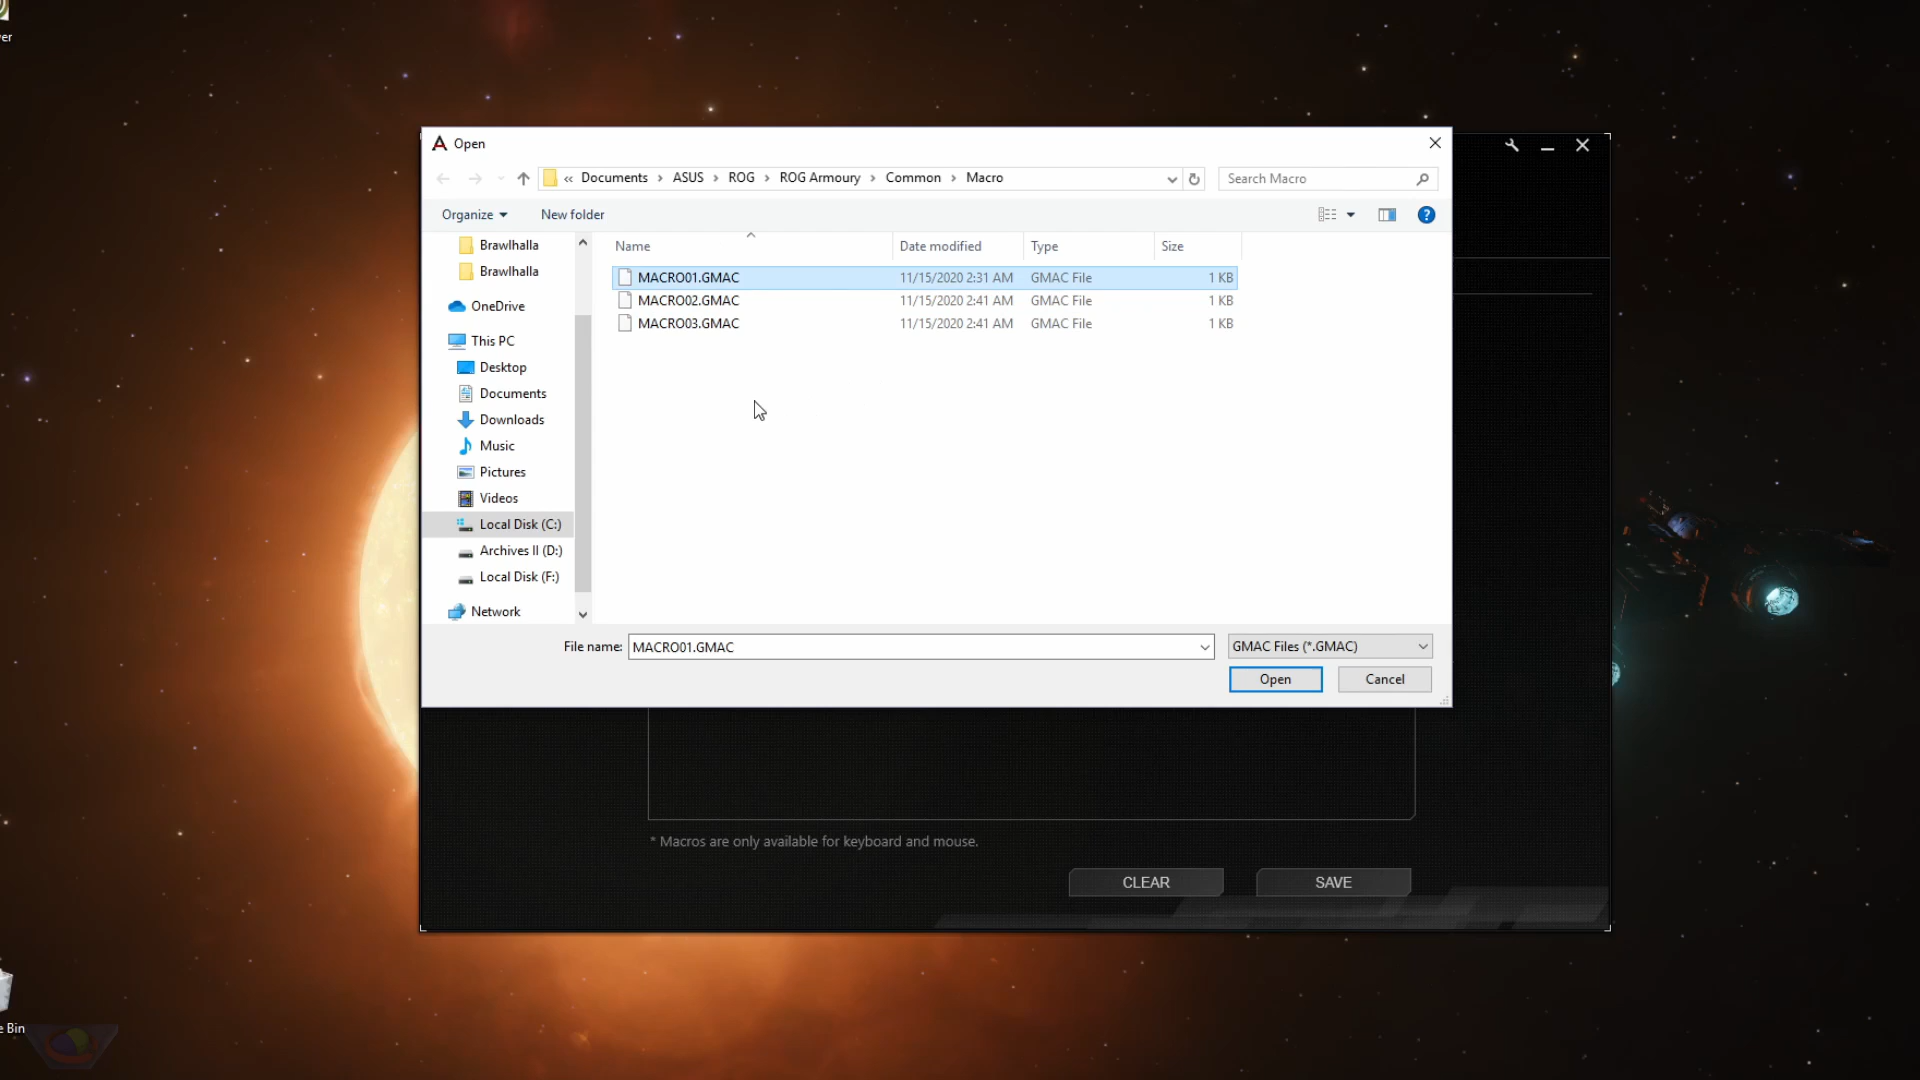 er
Open
« Documents › ASUS › ROG › ROG Armoury › Common › Macro
Search Macro
Organize
New folder
Brawlhalla
Brawlhalla
OneDrive
This PC
Desktop
Documents
Downloads
Music
Pictures
Videos
Local Disk (C:)
Archives II (D:)
Local Disk (F:)
Network
Name Date modified Type Size
MACRO01.GMAC 11/15/2020 2:31 AM GMAC File 1 KB
MACRO02.GMAC 11/15/2020 2:41 AM GMAC File 1 KB
MACRO03.GMAC 11/15/2020 2:41 AM GMAC File 1 KB
File name: MACRO01.GMAC GMAC Files (*.GMAC)
Open Cancel
* Macros are only available for keyboard and mouse.
CLEAR SAVE
e Bin